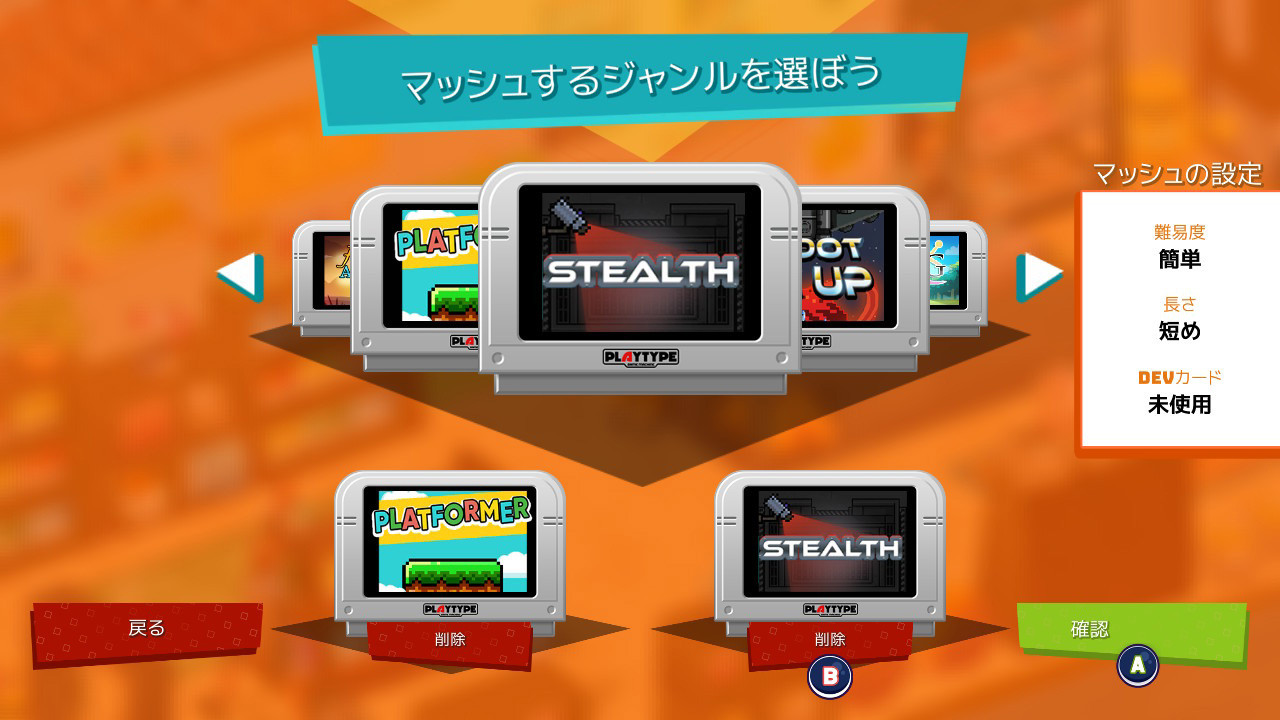 マッシュするジャンルを選ぼう
マッシュの設定
難易度
簡単
長さ
短め
DEVカード
未使用
STEALTH
UP
PLAYTYPE
PLATFORMER
PLAYTYPE
STEALTH
PLAYTYPE
戻る
削除
削除
確認
B
A